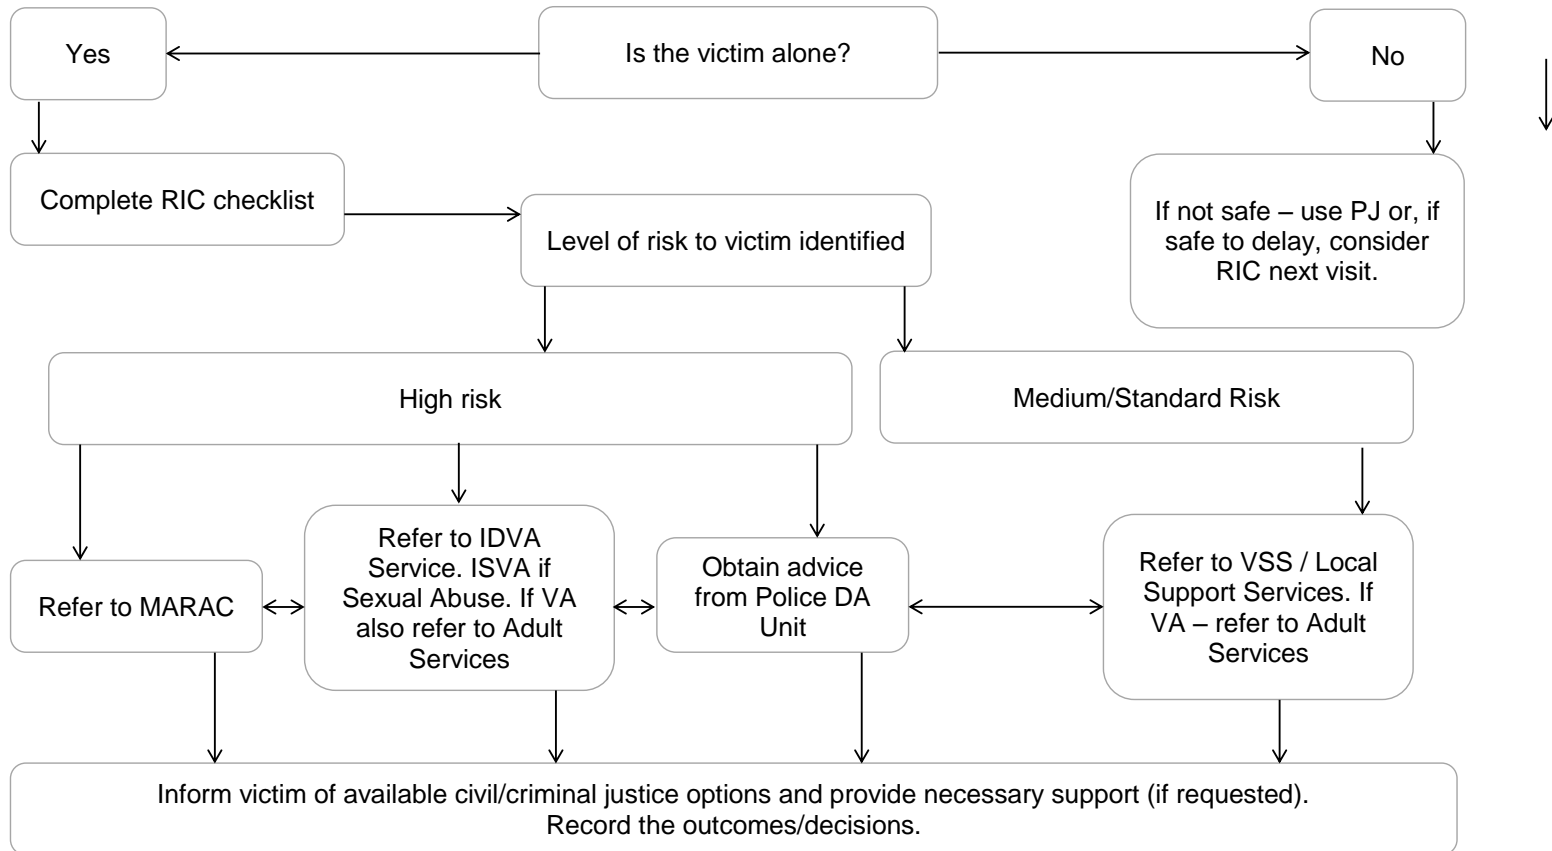 Yes
Is the victim alone?
No
Complete RIC checklist
Level of risk to victim identified
If not safe – use PJ or, if
safe to delay, consider
RIC next visit.
High risk
Medium/Standard Risk
Refer to MARAC
Refer to IDVA
Service. ISVA if
Sexual Abuse. If VA
also refer to Adult
Services
Obtain advice
from Police DA
Unit
Refer to VSS / Local
Support Services. If
VA – refer to Adult
Services
Inform victim of available civil/criminal justice options and provide necessary support (if requested).
Record the outcomes/decisions.